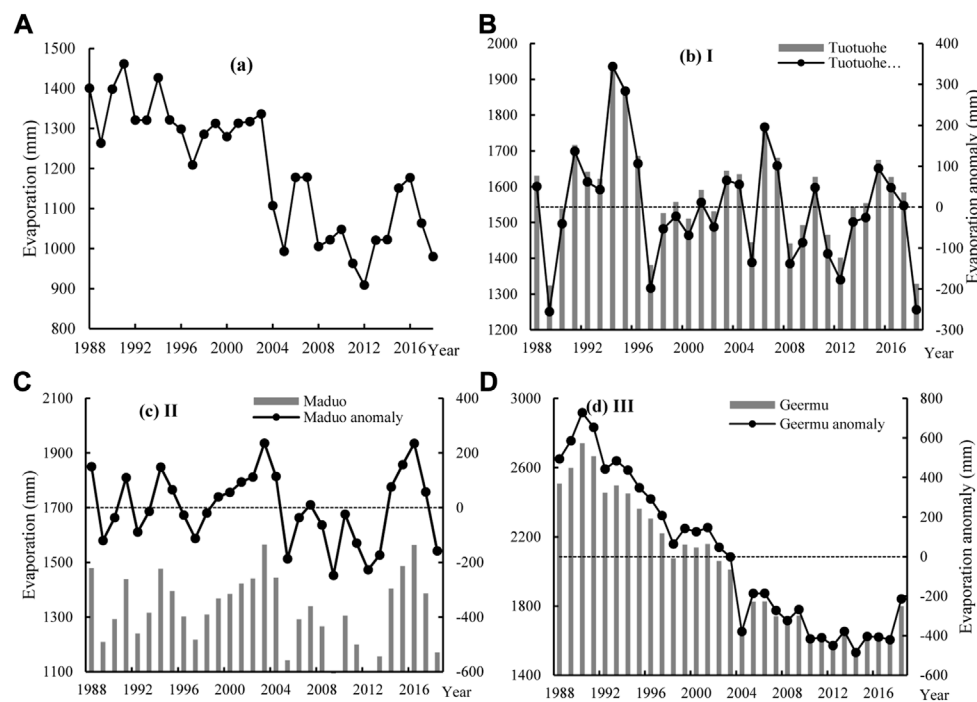 A
1500
1400
1300
1200
1100
1000
900
800
Evaporation (mm)
(a)
1988 1992 1996 2000 2004 2008 2012 2016 Year
B
2000
1900
1800
1700
1600
1500
1400
1300
1200
Evaporation (mm)
(b) I
Tuotuohe
Tuotuohe…
400
300
200
100
0
-100
-200
-300
Evaporation anomaly (mm)
1988 1992 1996 2000 2004 2008 2012 2016
Year
C
2100
1900
1700
1500
1300
1100
Evaporation (mm)
(c) II
Maduo
Maduo anomaly
400
200
0
-200
-400
-600
1988 1992 1996 2000 2004 2008 2012 2016 Year
D
3000
2600
2200
1800
1400
(d) III
Geermu
Geermu anomaly
800
600
400
200
0
-200
-400
-600
Evaporation anomaly (mm)
1988 1992 1996 2000 2004 2008 2012 2016 Year